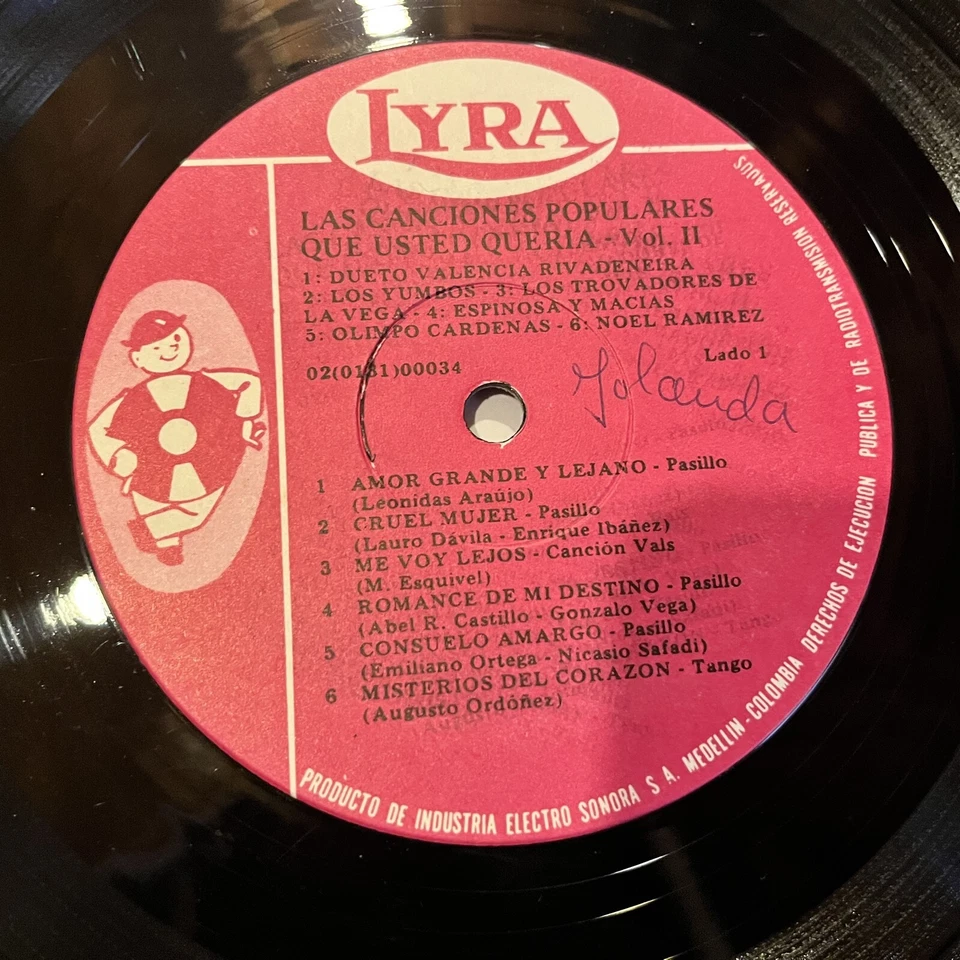 LYRA
LAS CANCIONES POPULARES
QUE USTED QUERIA - Vol. II
1: DUETO VALENCIA RIVADENEIRA
2: LOS YUMBOS - 3: LOS TROVADORES DE
LA VEGA - 4: ESPINOSA Y MACIAS
5: OLIMPO CARDENAS - 6: NOEL RAMIREZ
02(0131)00034
Lado 1
Yolanda
1 AMOR GRANDE Y LEJANO - Pasillo
(Leonidas Araújo)
2 CRUEL MUJER - Pasillo
(Lauro Dávila - Enrique Ibáñez)
3 ME VOY LEJOS - Canción Vals
(M. Esquivel)
4 ROMANCE DE MI DESTINO - Pasillo
(Abel R. Castillo - Gonzalo Vega)
5 CONSUELO AMARGO - Pasillo
(Emiliano Ortega - Nicasio Safadi)
6 MISTERIOS DEL CORAZON - Tango
(Augusto Ordóñez)
PRODUCTO DE INDUSTRIA ELECTRO SONORA S A. MEDELLIN - COLOMBIA DERECHOS DE EJECUCION PUBLICA Y DE RADIOTRANSMISION RESERVADOS